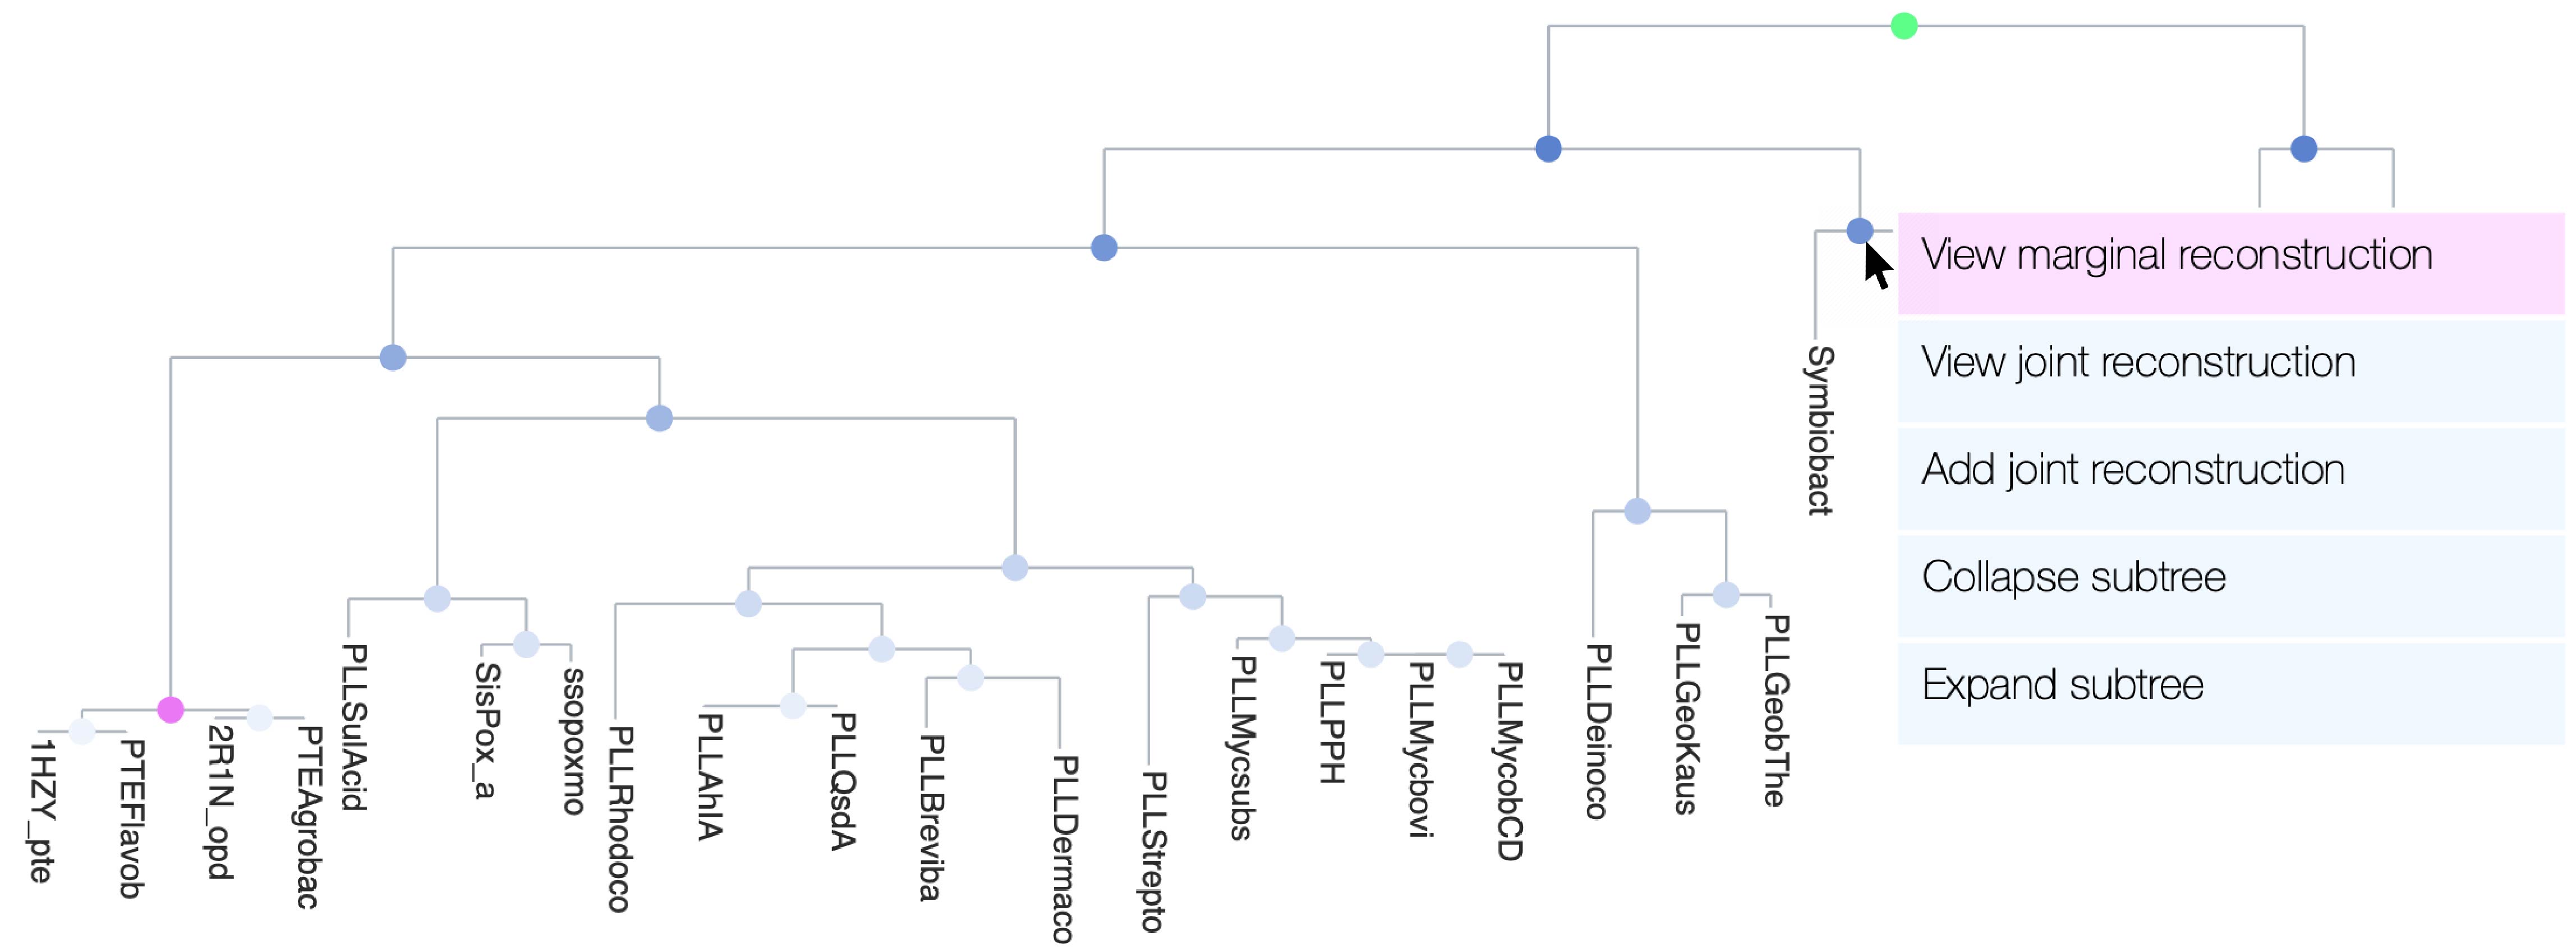 View marginal reconstruction
View joint reconstruction
Add joint reconstruction
Collapse subtree
Expand subtree
1HZY_pte
PTEFlavob
2R1N_opd
PTEAgrobac
PLLSulAcid
SisPox_a
ssopoxmo
PLLRhodoco
PLLAhlA
PLLQsdA
PLLBreviba
PLLDermaco
PLLStrepto
PLLMycsubs
PLLPPH
PLLMycbovi
PLLMycobCD
PLLDeinoco
PLLGeoKaus
PLLGeobThe
Symbiobact